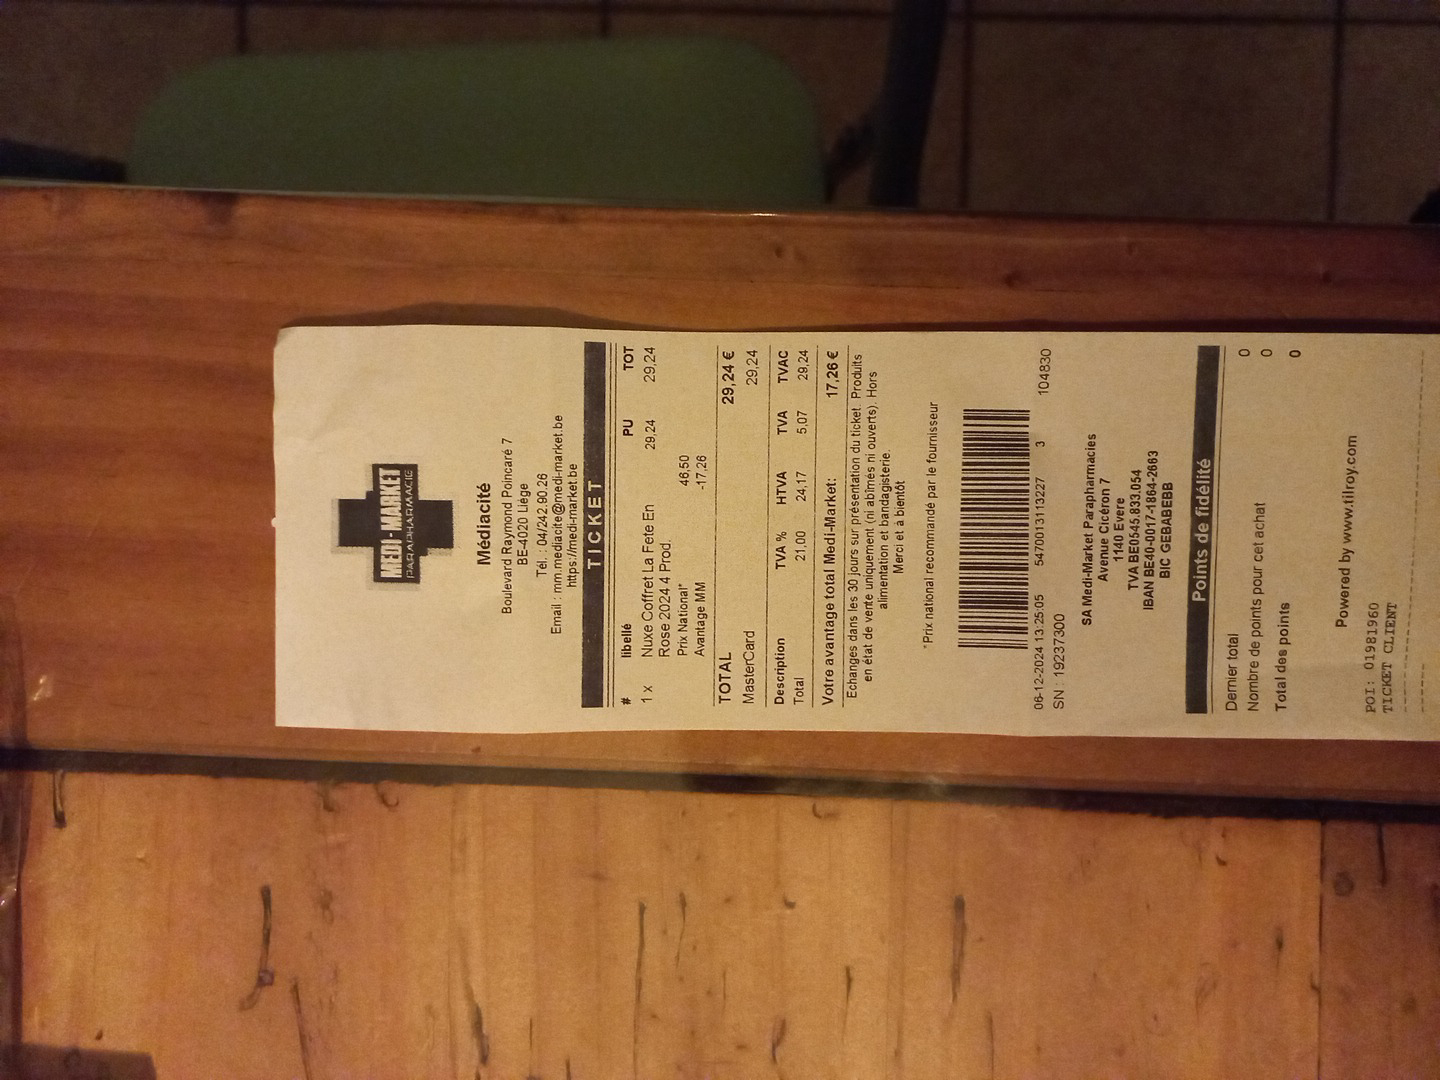 MEDI-MARKET
PARAPHARMACIE
Médiacité
Boulevard Raymond Poincaré 7
BE-4020 Liège
Tél. : 04/242.90.26
Email : mm.mediacite@medi-market.be
https://medi-market.be
TICKET
# libellé PU TOT
1 x Nuxe Coffret La Fete En 29,24 29,24
Rose 2024 4 Prod.
Prix National* 46,50
Avantage MM -17,26
TOTAL 29,24 €
MasterCard 29,24
Description TVA % HTVA TVA TVAC
Total 21,00 24,17 5,07 29,24
Votre avantage total Medi-Market: 17,26 €
Echanges dans les 30 jours sur présentation du ticket. Produits
en état de vente uniquement (ni abîmés ni ouverts). Hors
alimentation et bandagisterie.
Merci et à bientôt
*Prix national recommandé par le fournisseur
06-12-2024 13:25:05 5470013113227 3 104830
SN : 19237300
SA Medi-Market Parapharmacies
Avenue Cicéron 7
1140 Evere
TVA BE0545.833.054
IBAN BE40-0017-1864-2663
BIC GEBABEBB
Points de fidélité
Dernier total 0
Nombre de points pour cet achat 0
Total des points 0
Powered by www.tilroy.com
POI: 01981960
TICKET CLIENT